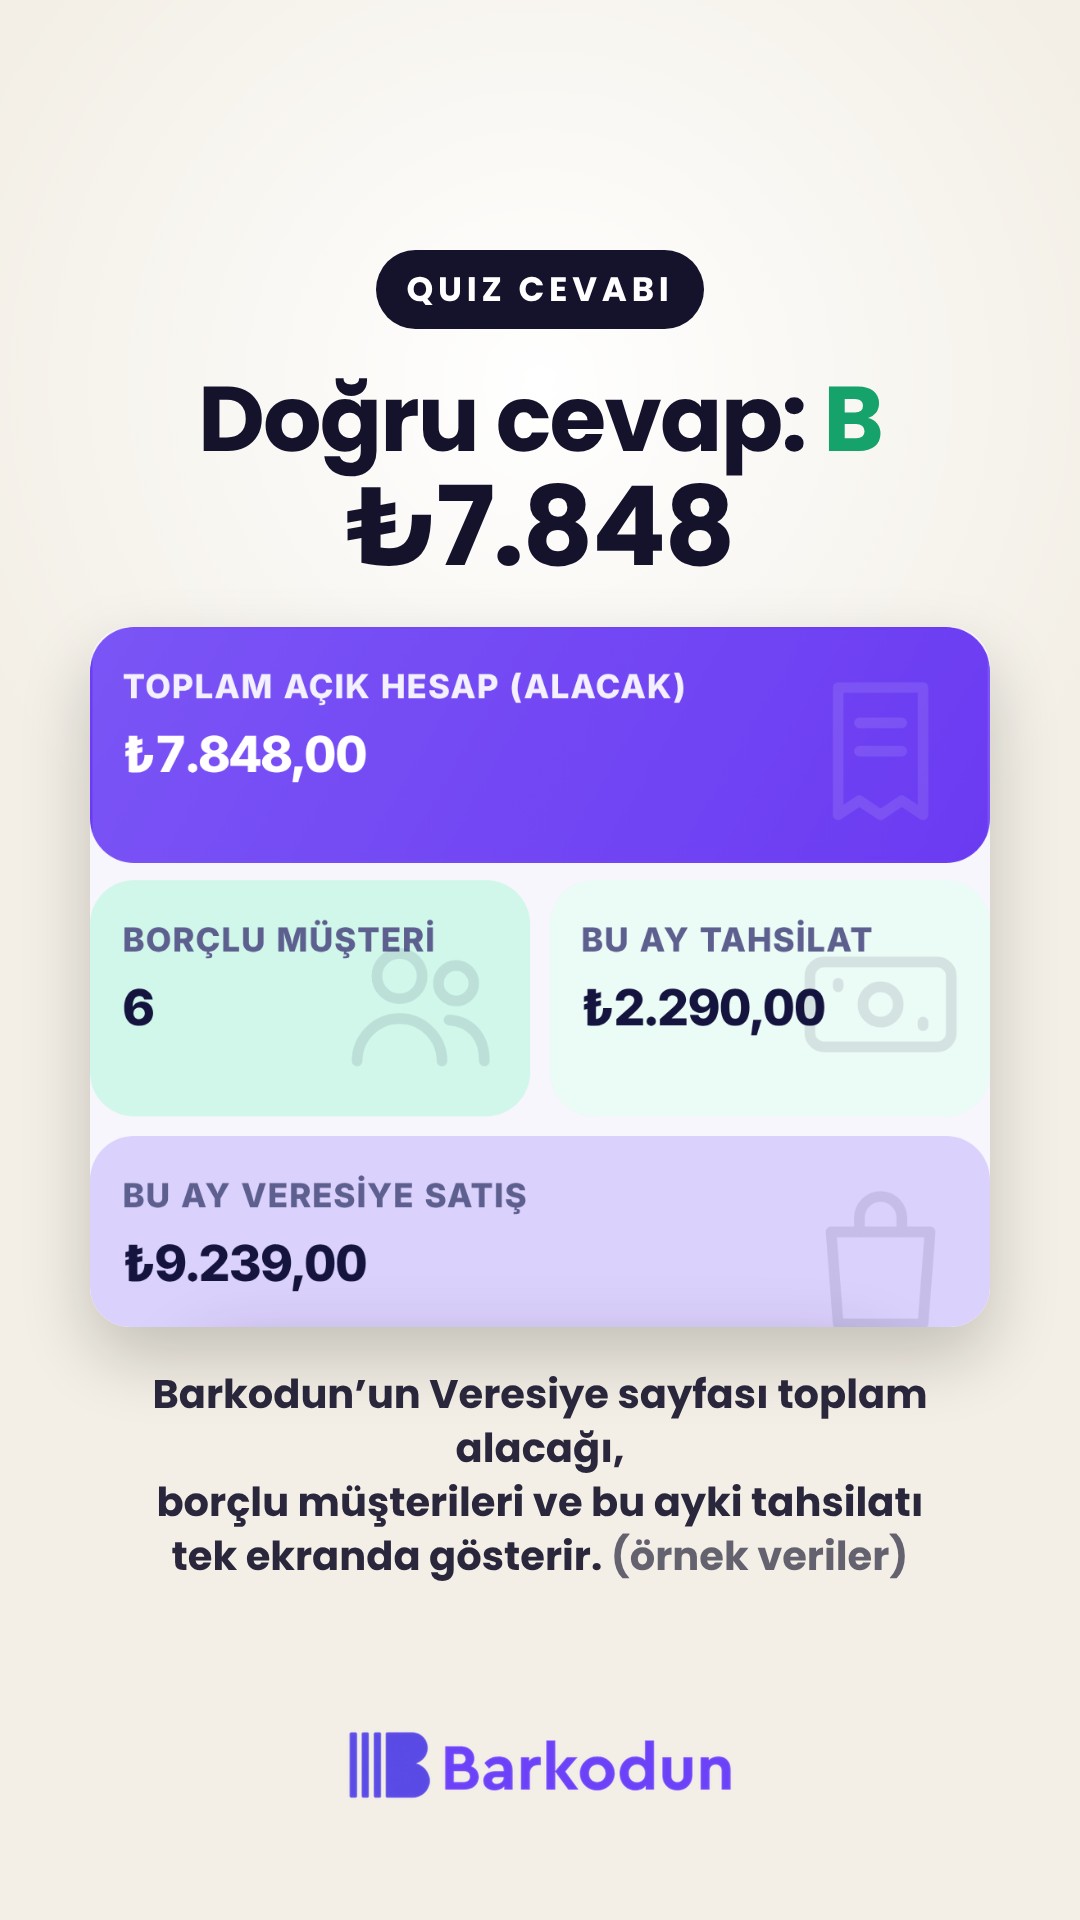 QUIZ CEVABI
Doğru cevap: B
₺7.848
TOPLAM AÇIK HESAP (ALACAK)
₺7.848,00
BORÇLU MÜŞTERİ
6
BU AY TAHSİLAT
₺2.290,00
BU AY VERESİYE SATIŞ
₺9.239,00
Barkodun’un Veresiye sayfası toplam
alacağı,
borçlu müşterileri ve bu ayki tahsilatı
tek ekranda gösterir. (örnek veriler)
Barkodun